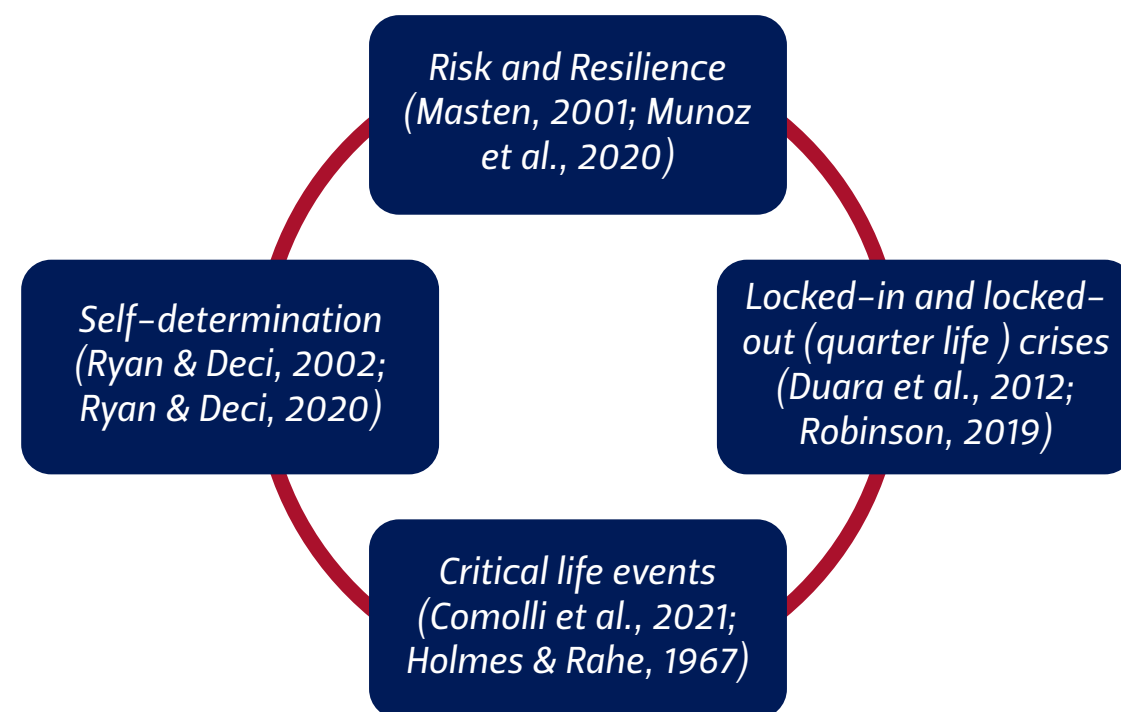 Risk and Resilience
(Masten, 2001; Munoz
et al., 2020)
Self-determination
(Ryan & Deci, 2002;
Ryan & Deci, 2020)
Locked-in and locked-
out (quarter life ) crises
(Duara et al., 2012;
Robinson, 2019)
Critical life events
(Comolli et al., 2021;
Holmes & Rahe, 1967)